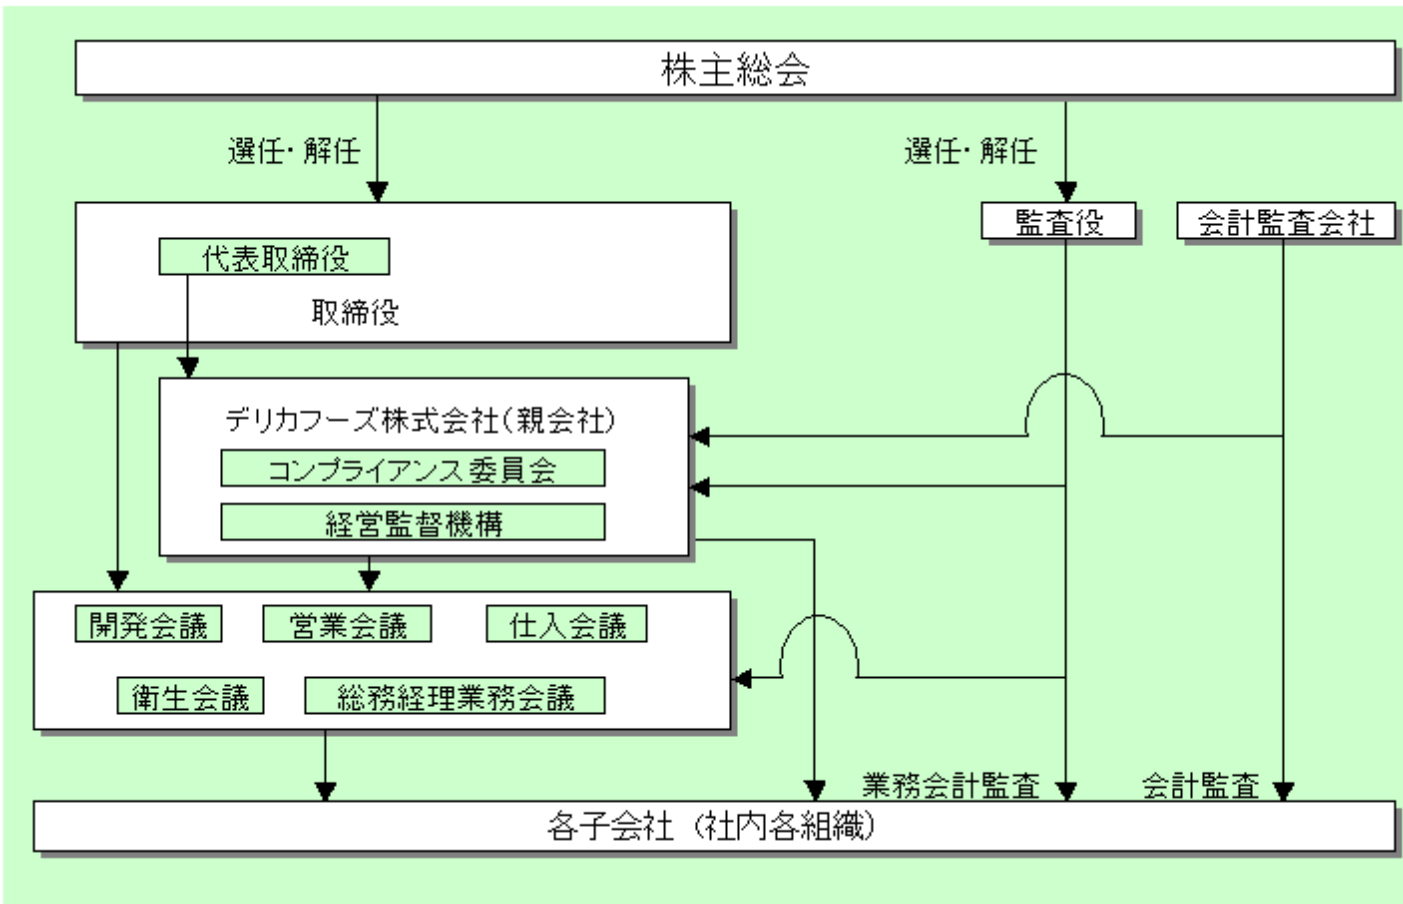 株主総会
選任・解任
選任・解任
監査役
会計監査会社
代表取締役
取締役
デリカフーズ株式会社(親会社)
コンプライアンス委員会
経営監督機構
開発会議
営業会議
仕入会議
衛生会議
総務経理業務会議
業務会計監査
会計監査
各子会社 (社内各組織)